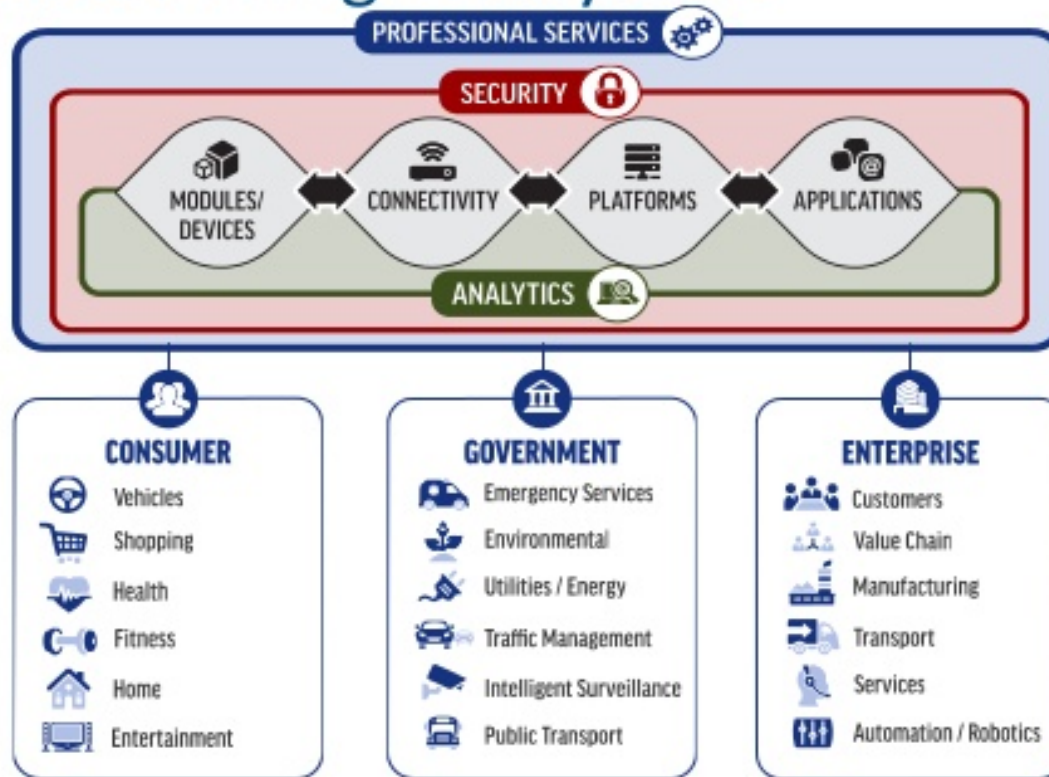 PROFESSIONAL SERVICES
SECURITY
MODULES/
DEVICES
CONNECTIVITY
PLATFORMS
APPLICATIONS
ANALYTICS
CONSUMER
Vehicles
Shopping
Health
Fitness
Home
Entertainment
GOVERNMENT
Emergency Services
Environmental
Utilities / Energy
Traffic Management
Intelligent Surveillance
Public Transport
ENTERPRISE
Customers
Value Chain
Manufacturing
Transport
Services
Automation / Robotics